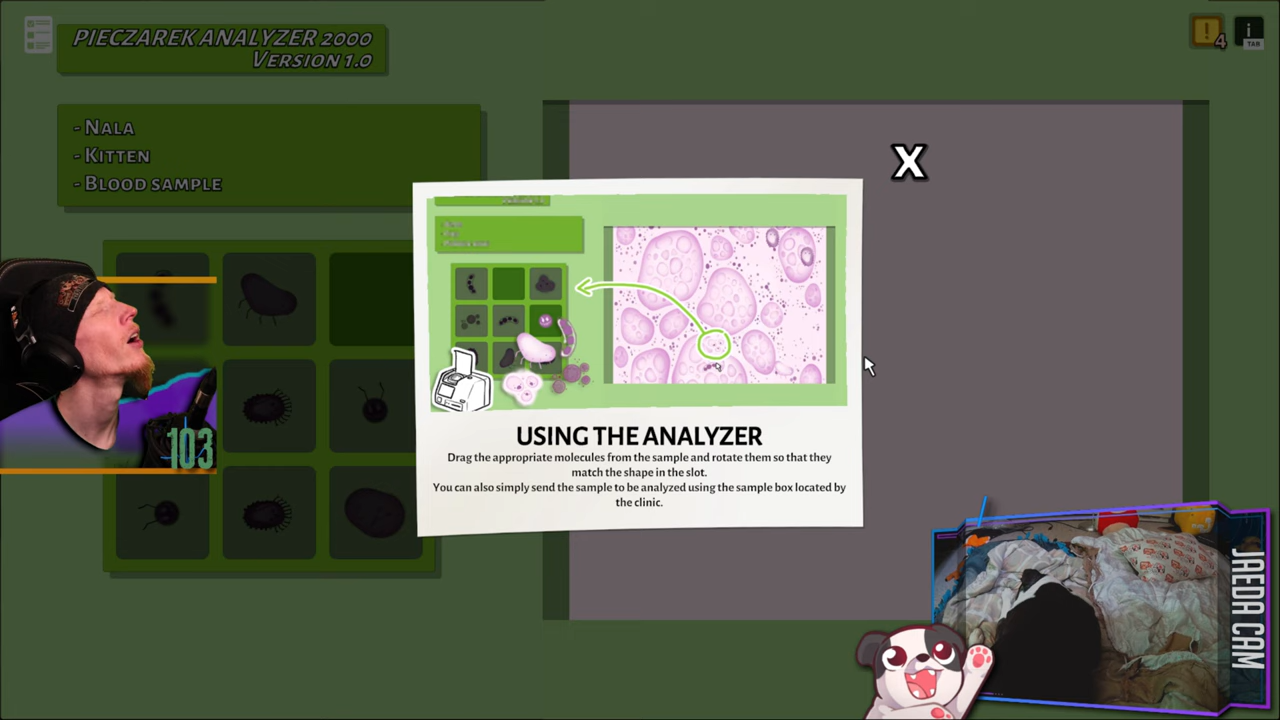 PIECZAREK ANALYZER 2000
VERSION 1.0
4
i
TAB
- NALA
- KITTEN
- BLOOD SAMPLE
X
USING THE ANALYZER
Drag the appropriate molecules from the sample and rotate them so that they
match the shape in the slot.
You can also simply send the sample to be analyzed using the sample box located by
the clinic.
103
JAEDA CAM